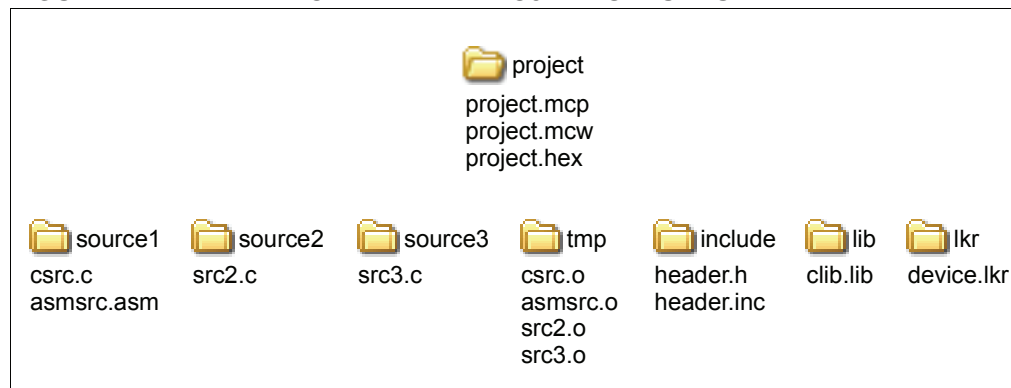 project
project.mcp
project.mcw
project.hex
source1
csrc.c
asmsrc.asm
source2
src2.c
source3
src3.c
tmp
csrc.o
asmsrc.o
src2.o
src3.o
include
header.h
header.inc
lib
clib.lib
lkr
device.lkr